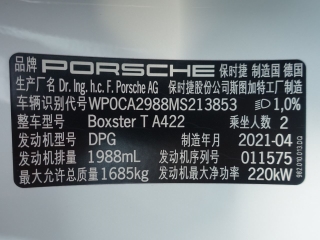 品牌 PORSCHE 保时捷 制造国 德国
生产厂名 Dr. Ing. h.c. F. Porsche AG 保时捷股份公司斯图加特工厂制造
车辆识别代号 WP0CA2988MS213853 1,0%
整车型号 Boxster T A422 乘坐人数 2
发动机型号 DPG 制造年月 2021-04
发动机排量 1988mL 发动机序列号 011575
最大允许总质量 1685kg 发动机最大净功率 220kW
982.010.013.DG